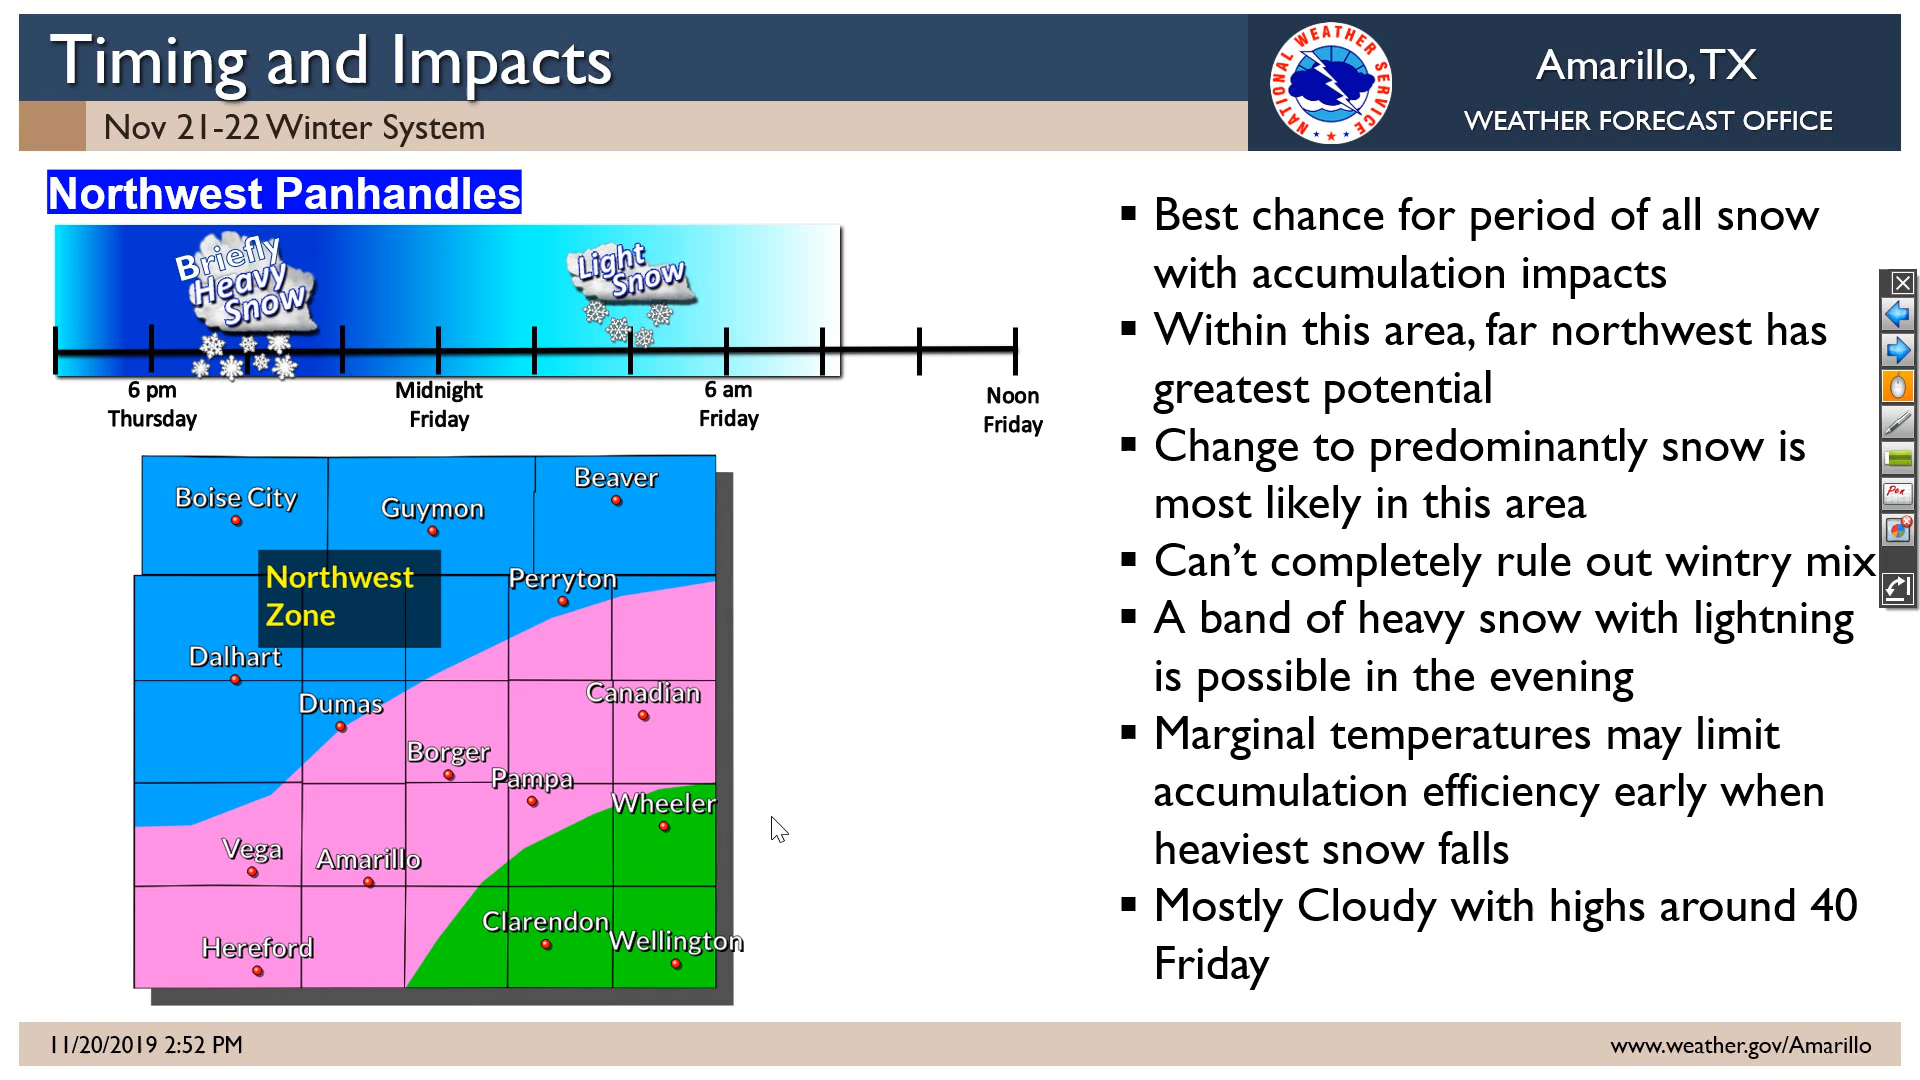 Timing and Impacts
Nov 21-22 Winter System
NATIONAL WEATHER SERVICE
Amarillo, TX
WEATHER FORECAST OFFICE
Northwest Panhandles
Briefly
Heavy
Snow
Light
Snow
6 pm
Thursday
Midnight
Friday
6 am
Friday
Noon
Friday
Boise City
Guymon
Beaver
Northwest
Zone
Perryton
Dalhart
Dumas
Canadian
Borger
Pampa
Wheeler
Vega
Amarillo
Clarendon
Wellington
Hereford
▪ Best chance for period of all snow
with accumulation impacts
▪ Within this area, far northwest has
greatest potential
▪ Change to predominantly snow is
most likely in this area
▪ Can’t completely rule out wintry mix
▪ A band of heavy snow with lightning
is possible in the evening
▪ Marginal temperatures may limit
accumulation efficiency early when
heaviest snow falls
▪ Mostly Cloudy with highs around 40
Friday
Pen
11/20/2019 2:52 PM
www.weather.gov/Amarillo